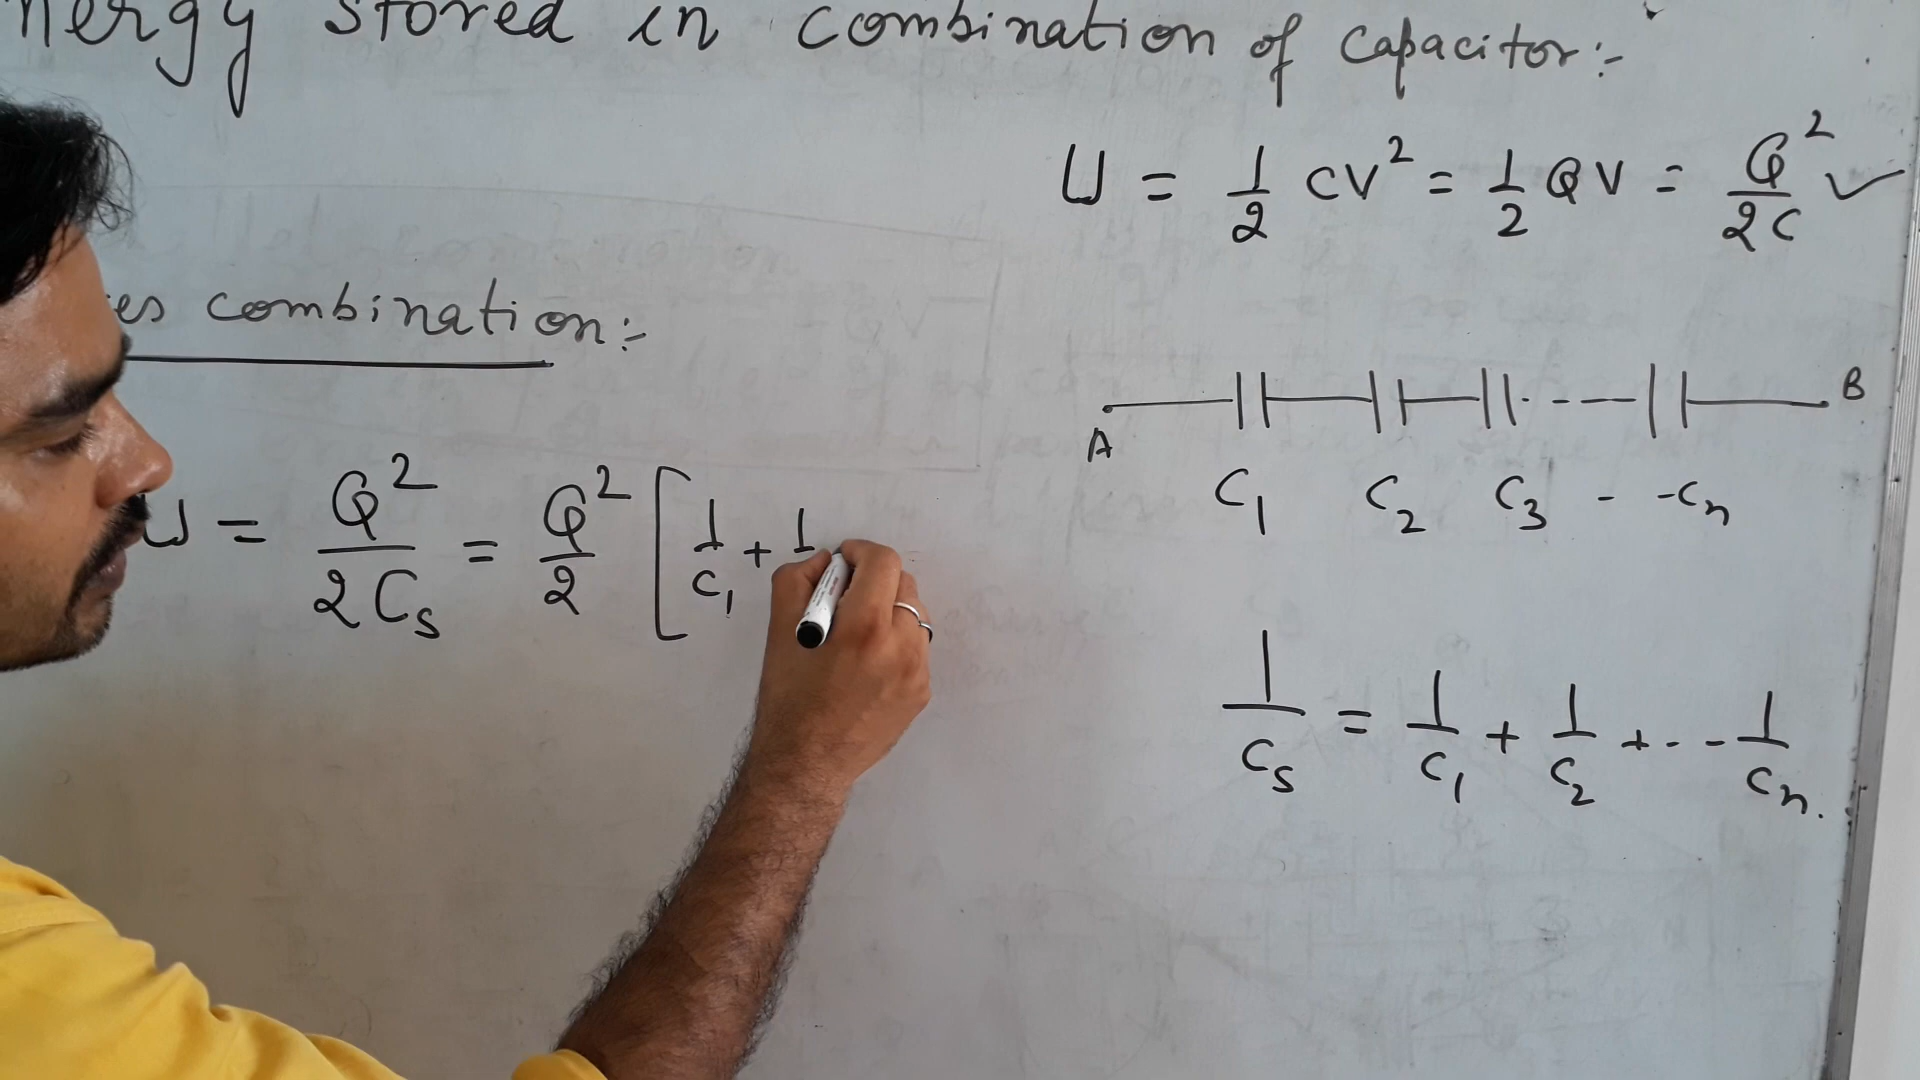 nergy stored in combination of capacitor:-
U = 1/2 CV² = 1/2 QV = Q²/2C ✓
es combination:-
A B
C₁ C₂ C₃ - - Cₙ
U = Q²/2Cₛ = Q²/2 [1/C₁ + 1
1/Cₛ = 1/C₁ + 1/C₂ + - - 1/Cₙ.